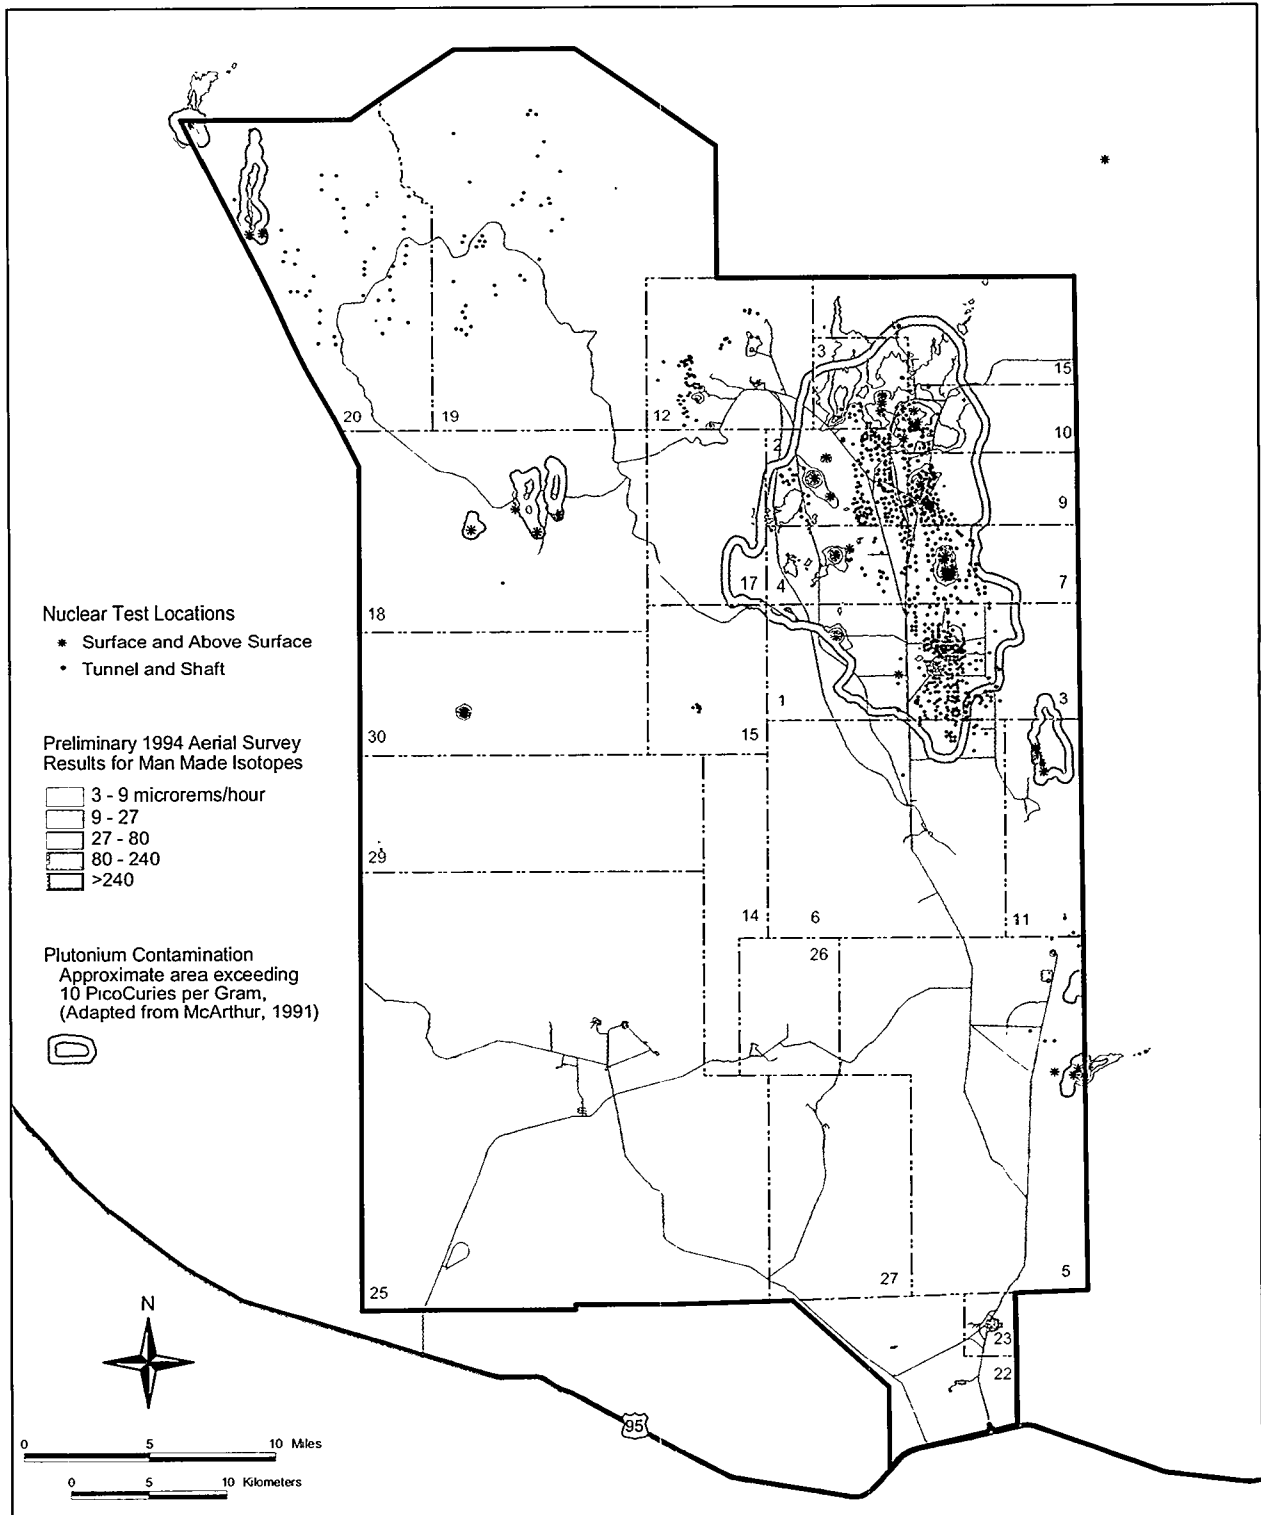 3
15
20
19
12
2
10
9
17
4
7
Nuclear Test Locations
Surface and Above Surface
Tunnel and Shaft
18
1
3
30
15
Preliminary 1994 Aerial Survey
Results for Man Made Isotopes
3 - 9 microrems/hour
9 - 27
27 - 80
80 - 240
>240
29
14
6
11
26
Plutonium Contamination
Approximate area exceeding
10 PicoCuries per Gram,
(Adapted from McArthur, 1991)
25
27
5
N
23
22
95
0 5 10 Miles
0 5 10 Kilometers